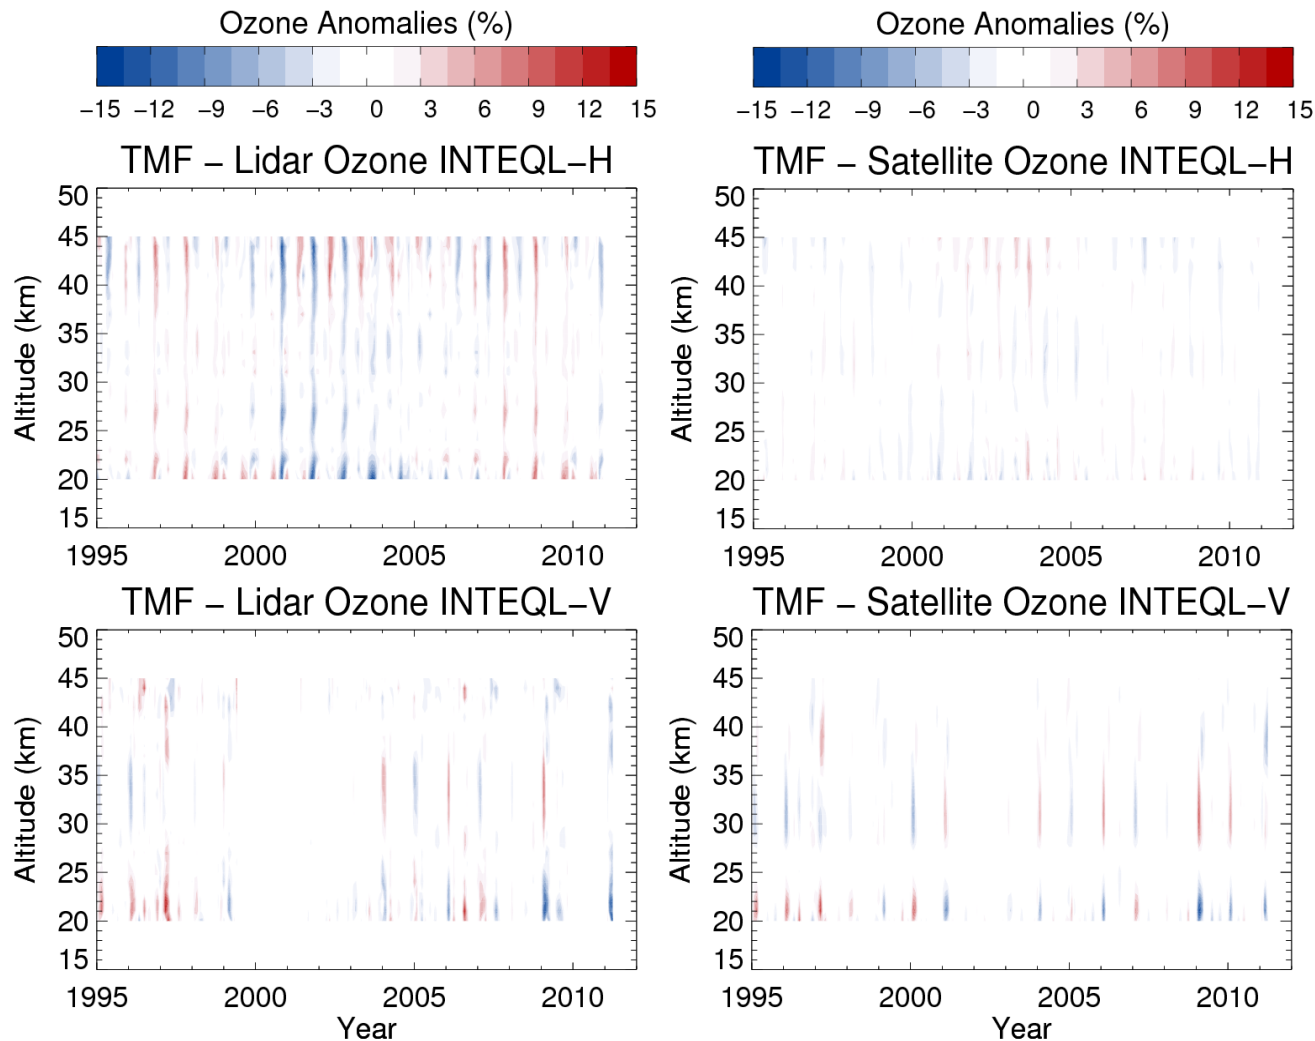 Ozone Anomalies (%)
−15 −12 −9 −6 −3 0 3 6 9 12 15
Ozone Anomalies (%)
−15 −12 −9 −6 −3 0 3 6 9 12 15
TMF − Lidar Ozone INTEQL−H
50
45
40
35
30
25
20
15
Altitude (km)
1995 2000 2005 2010
TMF − Satellite Ozone INTEQL−H
50
45
40
35
30
25
20
15
Altitude (km)
1995 2000 2005 2010
TMF − Lidar Ozone INTEQL−V
50
45
40
35
30
25
20
15
Altitude (km)
1995 2000 2005 2010
Year
TMF − Satellite Ozone INTEQL−V
50
45
40
35
30
25
20
15
Altitude (km)
1995 2000 2005 2010
Year